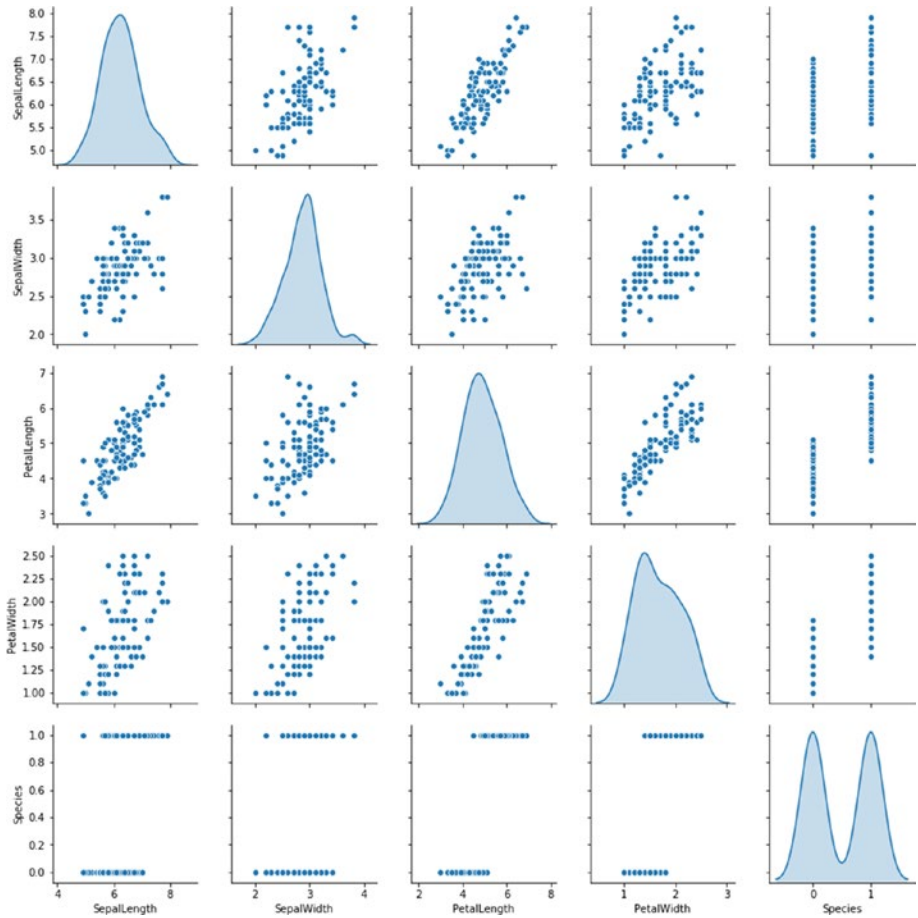 8.0
7.5
7.0
6.5
6.0
5.5
5.0
SepalLength
3.5
3.0
2.5
2.0
SepalWidth
7
6
5
4
3
PetalLength
2.50
2.25
2.00
1.75
1.50
1.25
1.00
PetalWidth
1.0
0.8
0.6
0.4
0.2
0.0
Species
4 6 8
2 3 4
2 4 6 8
1 2 3
0 1
SepalLength
SepalWidth
PetalLength
PetalWidth
Species